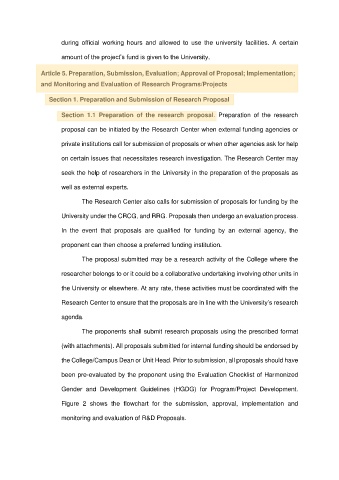 during official working hours and allowed to use the university facilities. A certain
amount of the project's fund is given to the University.
Article 5. Preparation, Submission, Evaluation; Approval of Proposal; Implementation;
and Monitoring and Evaluation of Research Programs/Projects
Section 1. Preparation and Submission of Research Proposal
Section 1.1 Preparation of the research proposal. Preparation of the research
proposal can be initiated by the Research Center when external funding agencies or
private institutions call for submission of proposals or when other agencies ask for help
on certain issues that necessitates research investigation. The Research Center may
seek the help of researchers in the University in the preparation of the proposals as
well as external experts.
The Research Center also calls for submission of proposals for funding by the
University under the CRCG, and RRG. Proposals then undergo an evaluation process.
In the event that proposals are qualified for funding by an external agency, the
proponent can then choose a preferred funding institution.
The proposal submitted may be a research activity of the College where the
researcher belongs to or it could be a collaborative undertaking involving other units in
the University or elsewhere. At any rate, these activities must be coordinated with the
Research Center to ensure that the proposals are in line with the University's research
agenda.
The proponents shall submit research proposals using the prescribed format
(with attachments). All proposals submitted for internal funding should be endorsed by
the College/Campus Dean or Unit Head. Prior to submission, all proposals should have
been pre-evaluated by the proponent using the Evaluation Checklist of Harmonized
Gender and Development Guidelines (HGDG) for Program/Project Development.
Figure 2 shows the flowchart for the submission, approval, implementation and
monitoring and evaluation of R&D Proposals.